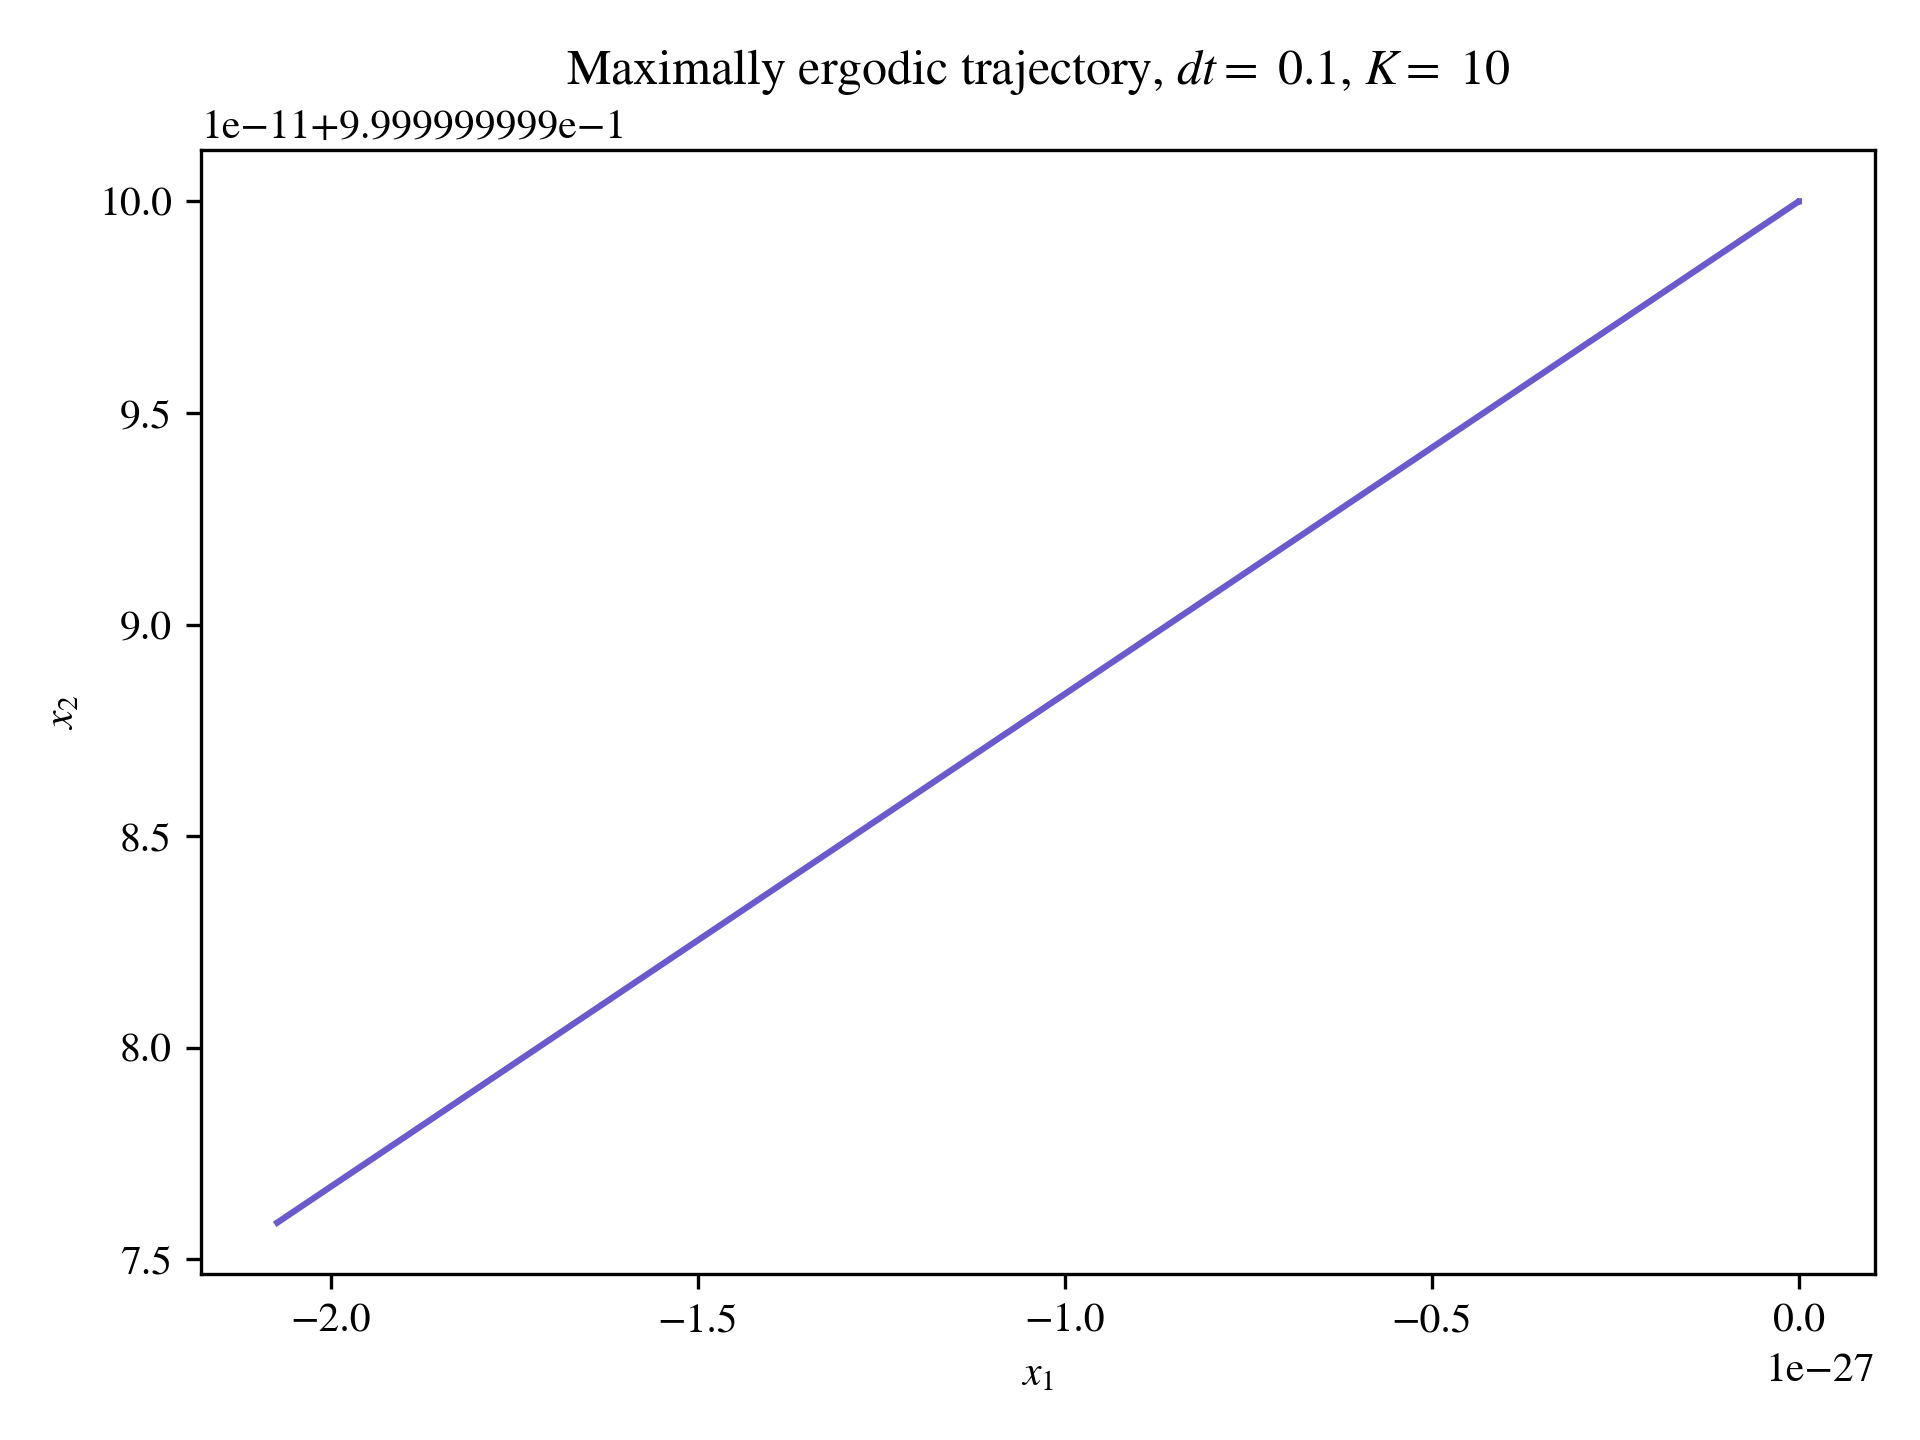 Maximally ergodic trajectory, dt = 0.1, K = 10
1e−11+9.999999999e−1
10.0
9.5
9.0
8.5
8.0
7.5
x₂
−2.0 −1.5 −1.0 −0.5 0.0
1e−27
x₁